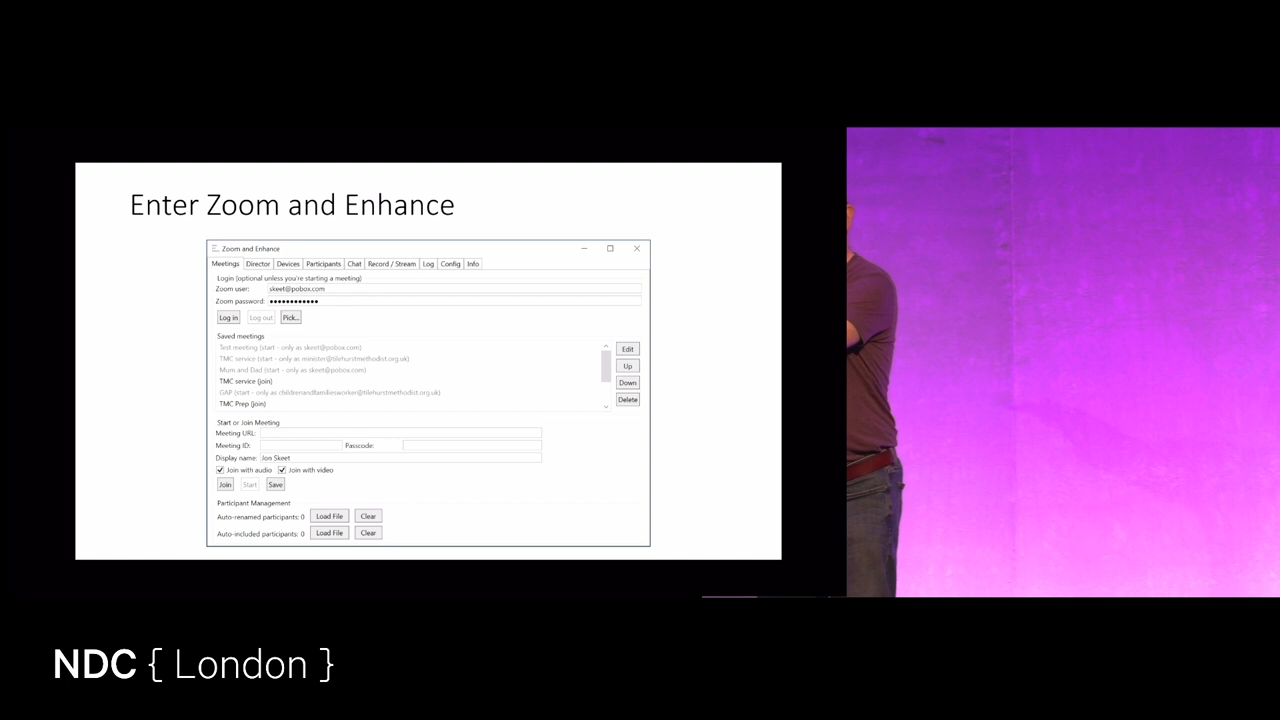 Enter Zoom and Enhance
Zoom and Enhance
Meetings Director Devices Participants Chat Record / Stream Log Config Info
Login (optional unless you're starting a meeting)
Zoom user: skeet@pobox.com
Zoom password: ●●●●●●●●●●●●
Log in Log out Pick...
Saved meetings
Test meeting (start - only as skeet@pobox.com)
TMC service (start - only as minister@tilehurstmethodist.org.uk)
Mum and Dad (start - only as skeet@pobox.com)
TMC service (join)
GAP (start - only as childrenandfamiliesworker@tilehurstmethodist.org.uk)
TMC Prep (join)
Edit
Up
Down
Delete
Start or Join Meeting
Meeting URL:
Meeting ID: Passcode:
Display name: Jon Skeet
Join with audio Join with video
Join Start Save
Participant Management
Auto-renamed participants: 0 Load File Clear
Auto-included participants: 0 Load File Clear
NDC { London }